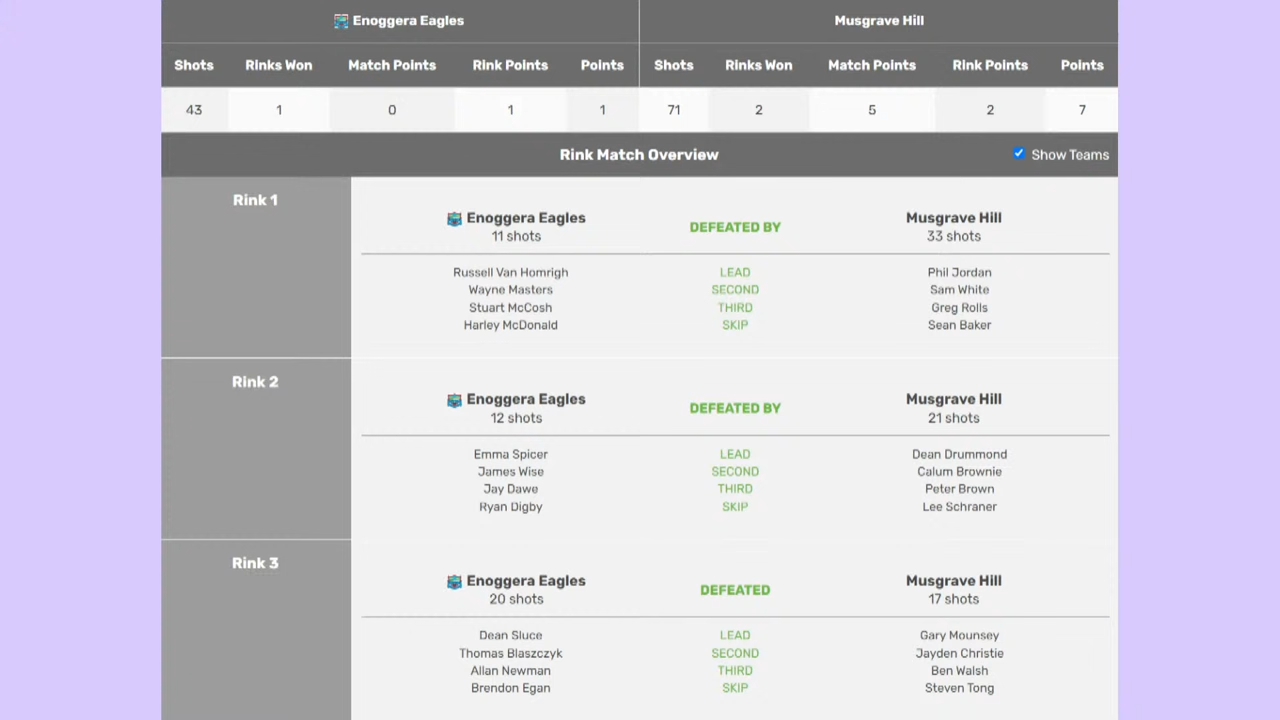 Enoggera Eagles Musgrave Hill
Shots Rinks Won Match Points Rink Points Points Shots Rinks Won Match Points Rink Points Points
43 1 0 1 1 71 2 5 2 7
Rink Match Overview Show Teams
Rink 1
Enoggera Eagles DEFEATED BY Musgrave Hill
11 shots 33 shots
Russell Van Homrigh LEAD Phil Jordan
Wayne Masters SECOND Sam White
Stuart McCosh THIRD Greg Rolls
Harley McDonald SKIP Sean Baker
Rink 2
Enoggera Eagles DEFEATED BY Musgrave Hill
12 shots 21 shots
Emma Spicer LEAD Dean Drummond
James Wise SECOND Calum Brownie
Jay Dawe THIRD Peter Brown
Ryan Digby SKIP Lee Schraner
Rink 3
Enoggera Eagles DEFEATED Musgrave Hill
20 shots 17 shots
Dean Sluce LEAD Gary Mounsey
Thomas Blaszczyk SECOND Jayden Christie
Allan Newman THIRD Ben Walsh
Brendon Egan SKIP Steven Tong